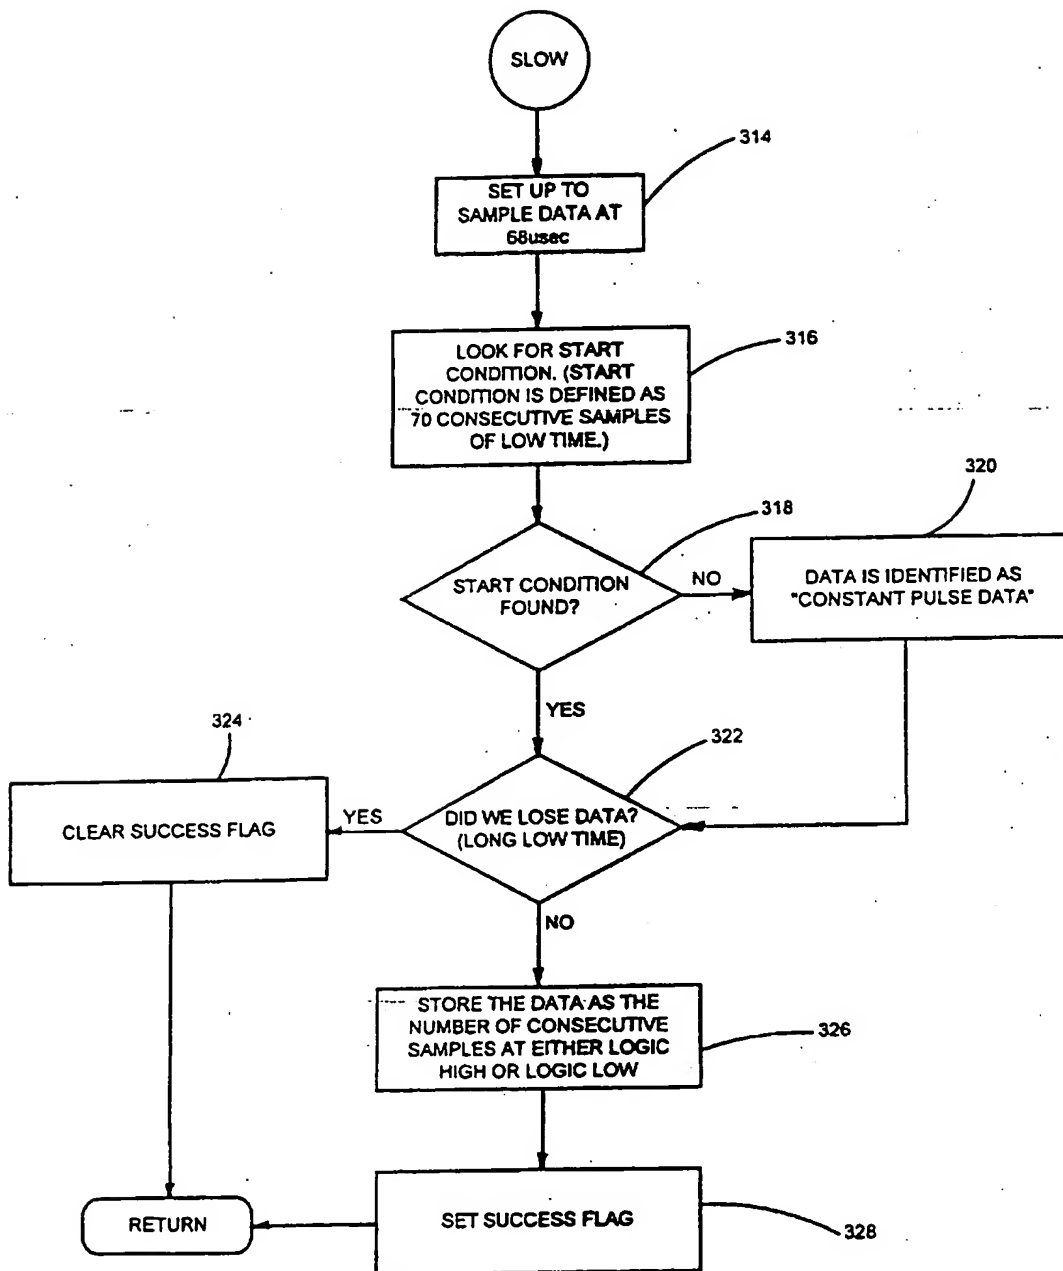 SLOW
314
SET UP TO
SAMPLE DATA AT
68usec
316
LOOK FOR START
CONDITION. (START
CONDITION IS DEFINED AS
70 CONSECUTIVE SAMPLES
OF LOW TIME.)
318
START CONDITION
FOUND?
NO
320
DATA IS IDENTIFIED AS
"CONSTANT PULSE DATA"
YES
322
DID WE LOSE DATA?
(LONG LOW TIME)
YES
324
CLEAR SUCCESS FLAG
NO
STORE THE DATA AS THE
NUMBER OF CONSECUTIVE
SAMPLES AT EITHER LOGIC
HIGH OR LOGIC LOW
326
SET SUCCESS FLAG
328
RETURN